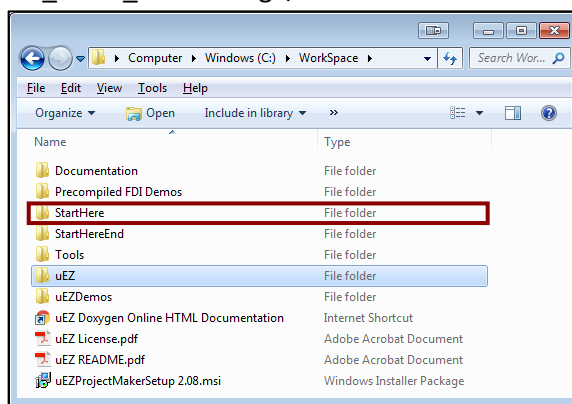 Computer Windows (C:) WorkSpace Search Wor...
File Edit View Tools Help
Organize Open Include in library »
Name Type
Documentation File folder
Precompiled FDI Demos File folder
StartHere File folder
StartHereEnd File folder
Tools File folder
uEZ File folder
uEZDemos File folder
uEZ Doxygen Online HTML Documentation Internet Shortcut
uEZ License.pdf Adobe Acrobat Document
uEZ README.pdf Adobe Acrobat Document
uEZProjectMakerSetup 2.08.msi Windows Installer Package